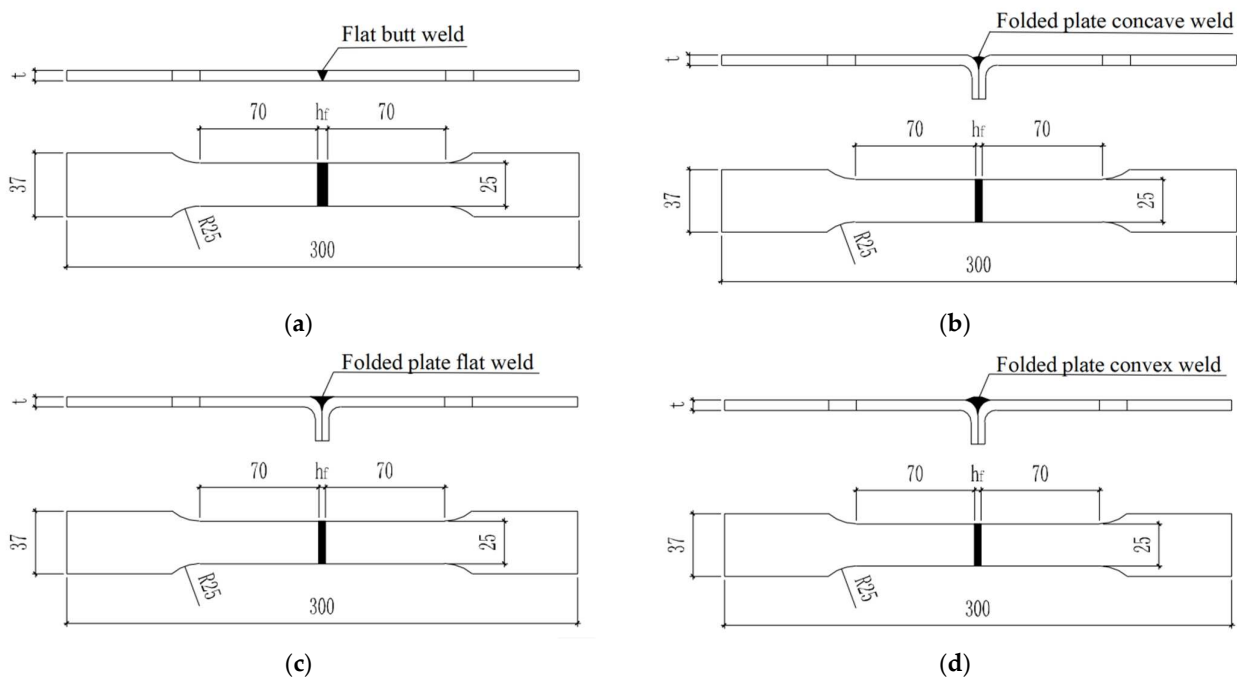 Flat butt weld
t
70 hf 70
37
25
R25
300
(a)
Folded plate concave weld
t
70 hf 70
37
25
R25
300
(b)
Folded plate flat weld
t
70 hf 70
37
25
R25
300
(c)
Folded plate convex weld
t
70 hf 70
37
25
R25
300
(d)